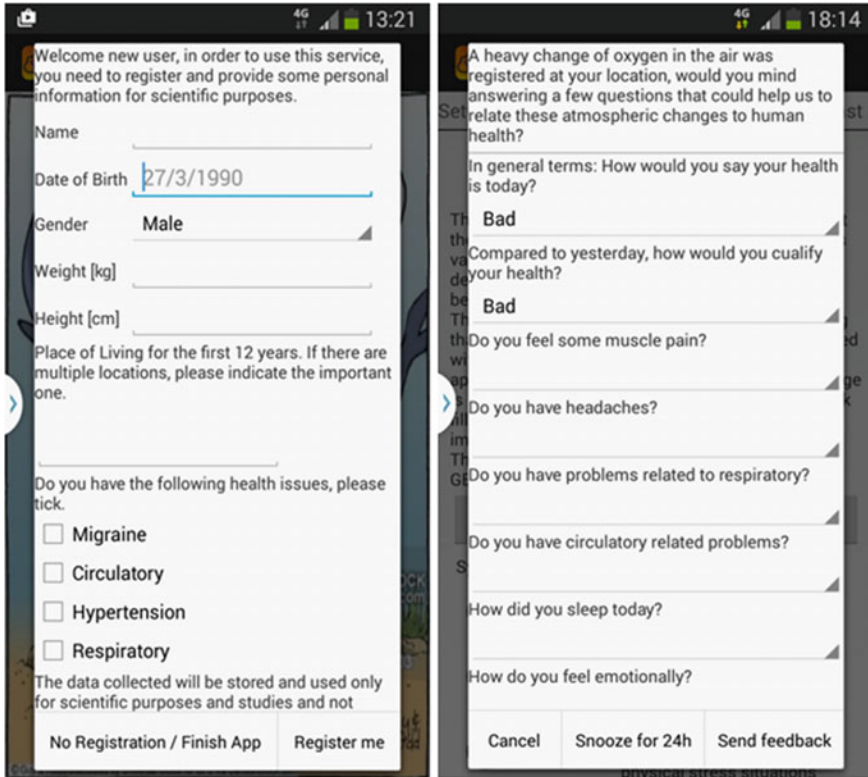 4G 13:21
Welcome new user, in order to use this service,
you need to register and provide some personal
information for scientific purposes.
Name
Date of Birth 27/3/1990
Gender Male
Weight [kg]
Height [cm]
Place of Living for the first 12 years. If there are
multiple locations, please indicate the important
one.
Do you have the following health issues, please
tick.
Migraine
Circulatory
Hypertension
Respiratory
The data collected will be stored and used only
for scientific purposes and studies and not
No Registration / Finish App Register me
4G 18:14
A heavy change of oxygen in the air was
registered at your location, would you mind
answering a few questions that could help us to
relate these atmospheric changes to human
health?
In general terms: How would you say your health
is today?
Bad
Compared to yesterday, how would you cualify
your health?
Bad
Do you feel some muscle pain?
Do you have headaches?
Do you have problems related to respiratory?
Do you have circulatory related problems?
How did you sleep today?
How do you feel emotionally?
Cancel Snooze for 24h Send feedback
physical stress situations